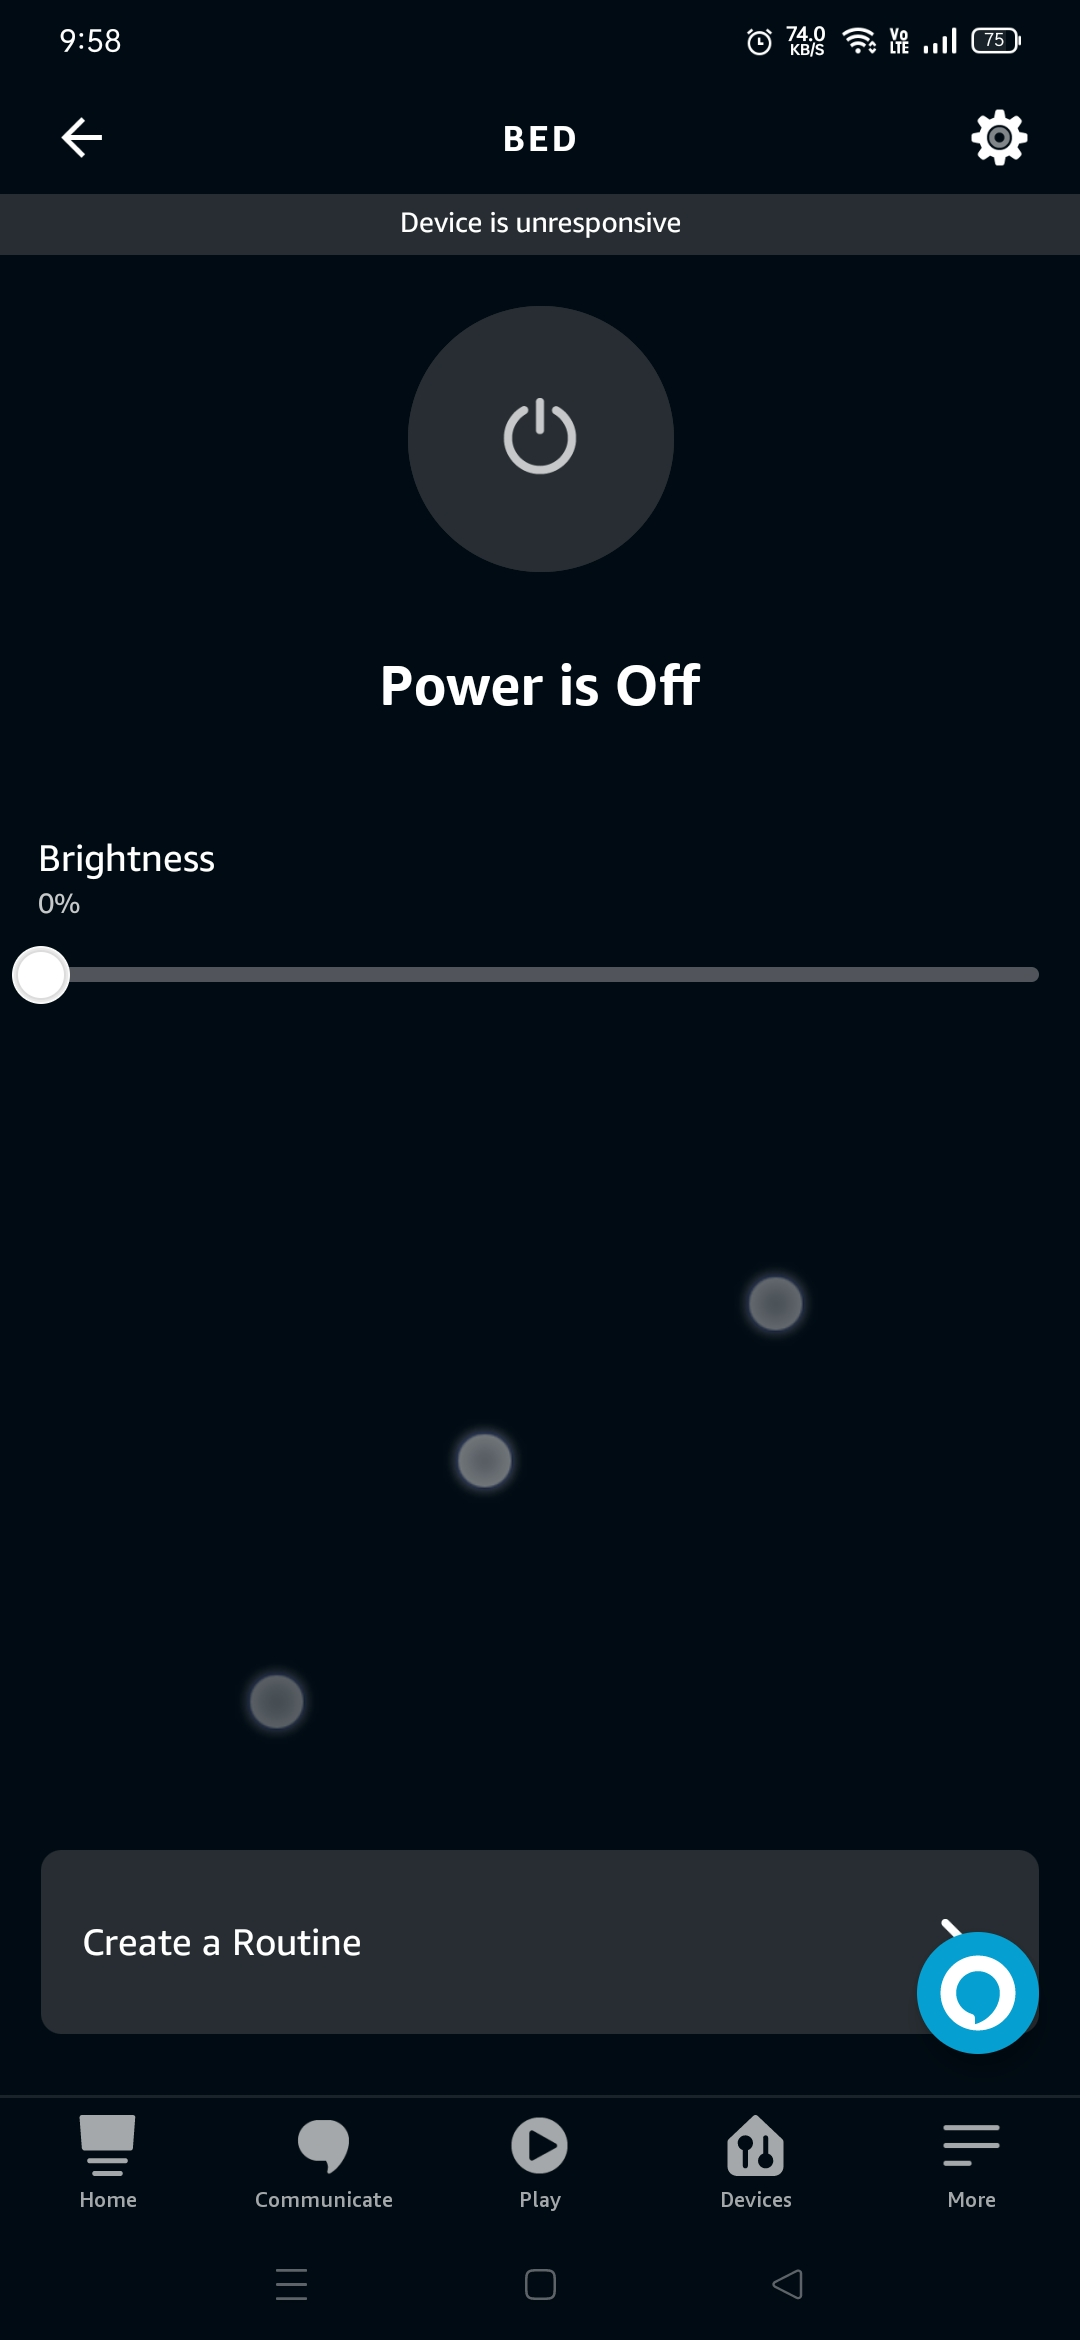 9:58
74.0
KB/S
Vo
LTE
75
BED
Device is unresponsive
Power is Off
Brightness
0%
Create a Routine
Home
Communicate
Play
Devices
More